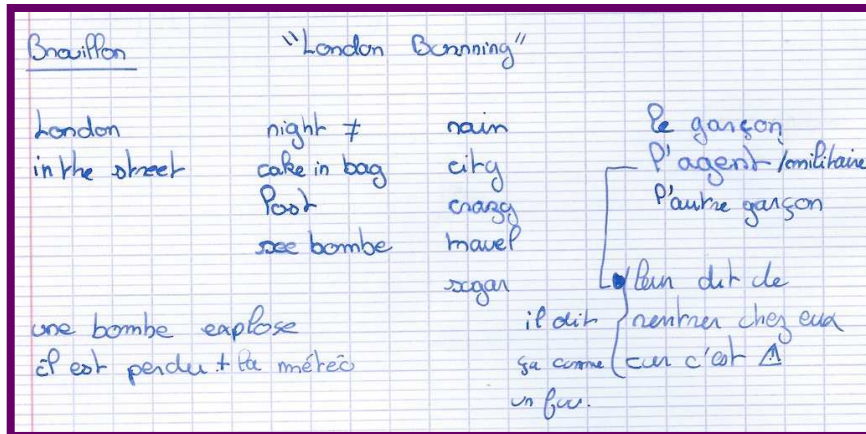 Brouillon
"London Burnning"
London
in the street
night ≠
cake in bag
lost
see bombe
rain
city
crazy
travel
sugar
le garçon
l'agent/militaire
l'autre garçon
leur dit de
rentrer chez eux
car c'est ⚠
il dit
ça comme
un fou.
une bombe explose
il est perdu + la météo